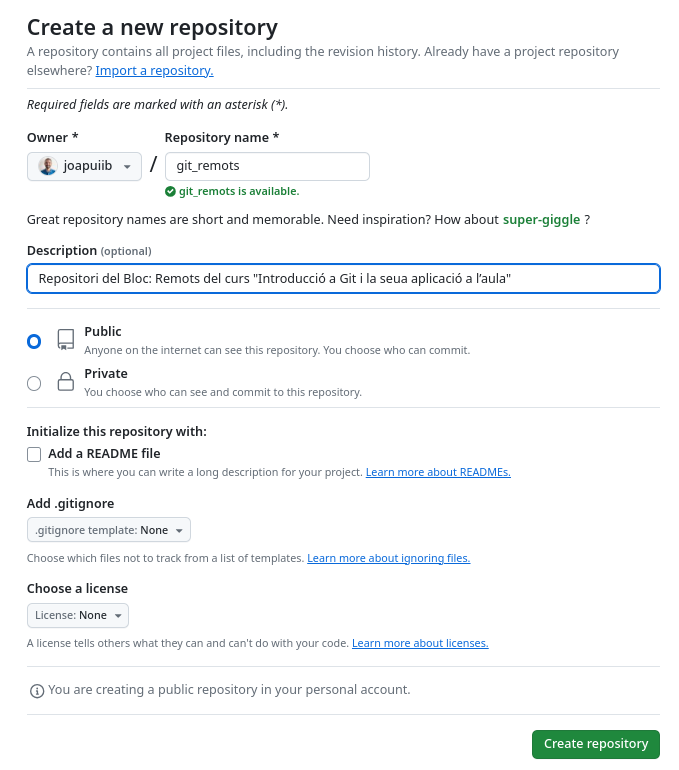 Create a new repository
A repository contains all project files, including the revision history. Already have a project repository
elsewhere? Import a repository.
Required fields are marked with an asterisk (*).
Owner *
Repository name *
joapuiib
/
git_remots
git_remots is available.
Great repository names are short and memorable. Need inspiration? How about super-giggle ?
Description (optional)
Repositori del Bloc: Remots del curs "Introducció a Git i la seua aplicació a l’aula"
Public
Anyone on the internet can see this repository. You choose who can commit.
Private
You choose who can see and commit to this repository.
Initialize this repository with:
Add a README file
This is where you can write a long description for your project. Learn more about READMEs.
Add .gitignore
.gitignore template: None
Choose which files not to track from a list of templates. Learn more about ignoring files.
Choose a license
License: None
A license tells others what they can and can't do with your code. Learn more about licenses.
You are creating a public repository in your personal account.
Create repository